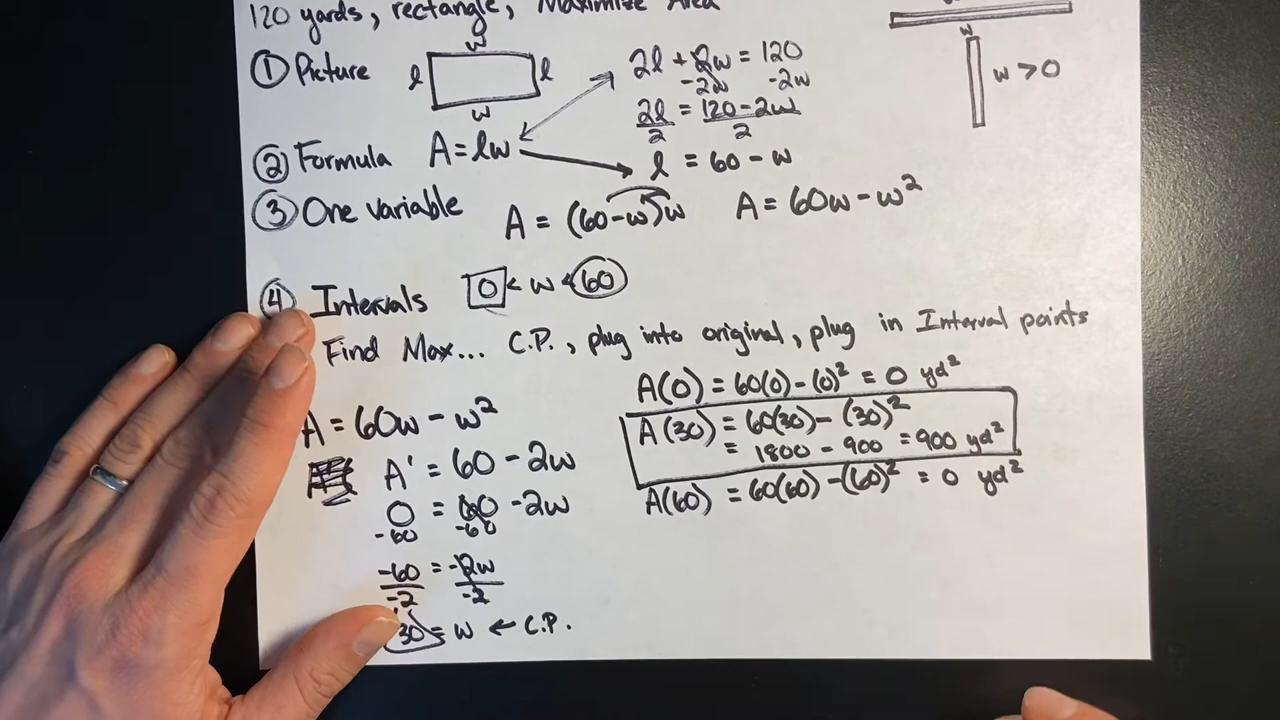 120 yards, rectangle, Maximize Area
① Picture
w
l
l
w
2l + 2w = 120
-2w -2w
2l = 120 - 2w
2 2
l = 60 - w
w
w > 0
② Formula A = lw
③ One variable A = (60-w)w A = 60w - w²
④ Intervals 0 < w < 60
Find Max... C.P., plug into original, plug in Interval points
A = 60w - w²
A' = 60 - 2w
0 = 60 - 2w
-60 -60
-60 = -2w
-2 -2
30 = w ← C.P.
A(0) = 60(0) - (0)² = 0 yd²
A(30) = 60(30) - (30)²
= 1800 - 900 = 900 yd²
A(60) = 60(60) - (60)² = 0 yd²